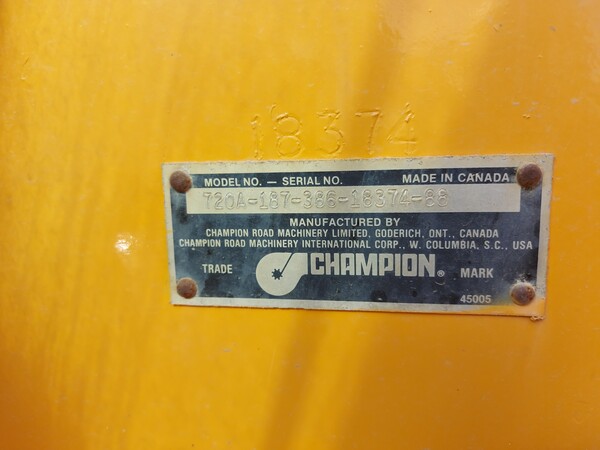 18374
MODEL NO. — SERIAL NO. MADE IN CANADA
720A-187-386-18374-88
MANUFACTURED BY
CHAMPION ROAD MACHINERY LIMITED, GODERICH, ONT., CANADA
CHAMPION ROAD MACHINERY INTERNATIONAL CORP., W. COLUMBIA, S.C., USA
TRADE CHAMPION® MARK
45005